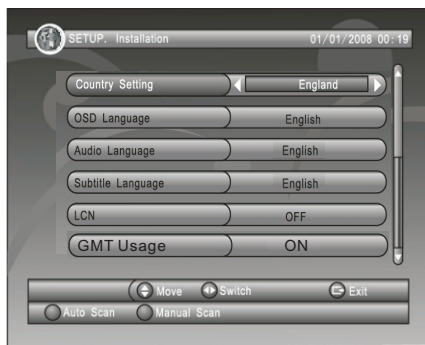 SETUP. Installation 01/01/2008 00:19
Country Setting England
OSD Language English
Audio Language English
Subtitle Language English
LCN OFF
GMT Usage ON
Move Switch Exit
Auto Scan Manual Scan